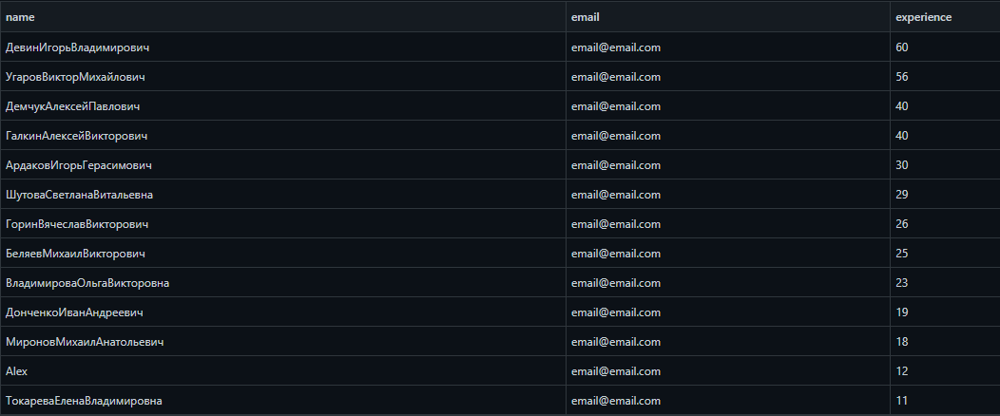 name email experience
ДевинИгорьВладимирович email@email.com 60
УгаровВикторМихайлович email@email.com 56
ДемчукАлексейПавлович email@email.com 40
ГалкинАлексейВикторович email@email.com 40
АрдаковИгорьГерасимович email@email.com 30
ШутоваСветланаВитальевна email@email.com 29
ГоринВячеславВикторович email@email.com 26
БеляевМихаилВикторович email@email.com 25
ВладимироваОльгаВикторовна email@email.com 23
ДонченкоИванАндреевич email@email.com 19
МироновМихаилАнатольевич email@email.com 18
Alex email@email.com 12
ТокареваЕленаВладимировна email@email.com 11